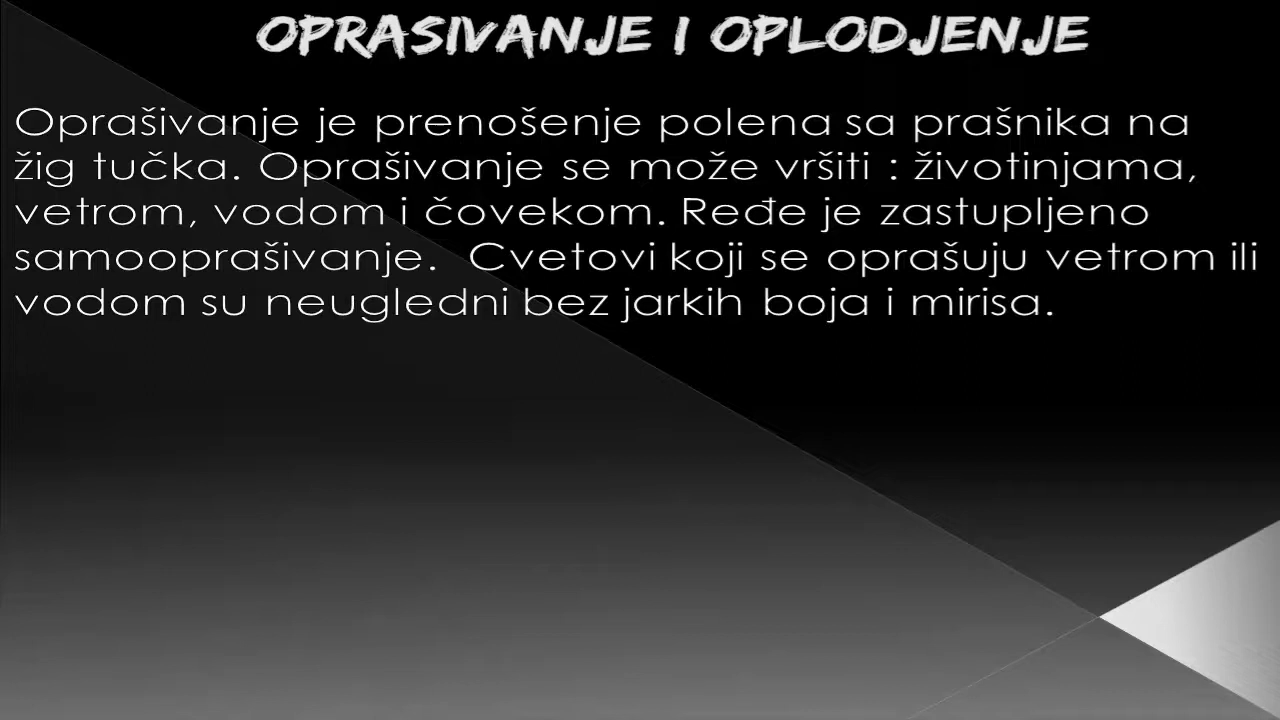 OPRASIVANJE I OPLODJENJE
Oprašivanje je prenošenje polena sa prašnika na
žig tučka. Oprašivanje se može vršiti : životinjama,
vetrom, vodom i čovekom. Ređe je zastupljeno
samooprašivanje.  Cvetovi koji se oprašuju vetrom ili
vodom su neugledni bez jarkih boja i mirisa.